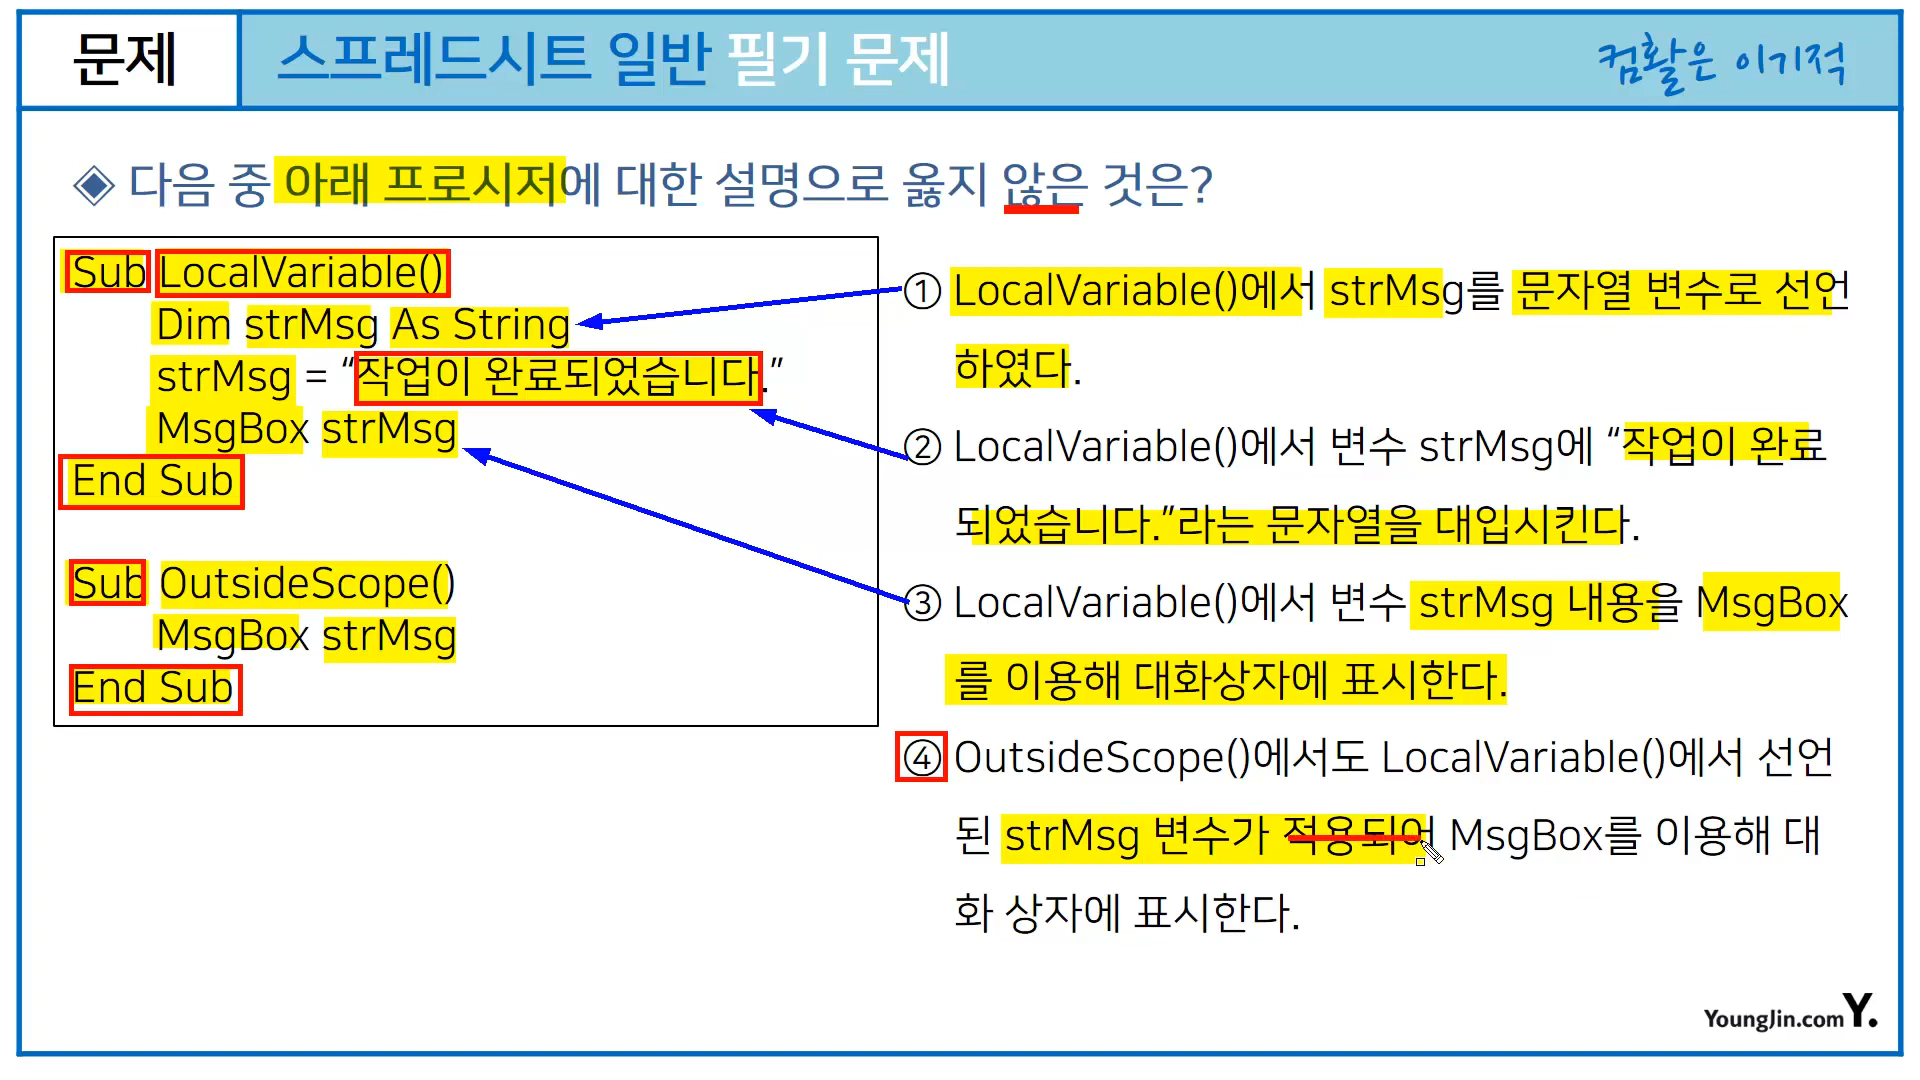 문제
스프레드시트 일반 필기 문제
컴활은 이기적
◈ 다음 중 아래 프로시저에 대한 설명으로 옳지 않은 것은?
Sub LocalVariable()
Dim strMsg As String
strMsg = “작업이 완료되었습니다.”
MsgBox strMsg
End Sub
Sub OutsideScope()
MsgBox strMsg
End Sub
① LocalVariable()에서 strMsg를 문자열 변수로 선언
하였다.
② LocalVariable()에서 변수 strMsg에 “작업이 완료
되었습니다.”라는 문자열을 대입시킨다.
③ LocalVariable()에서 변수 strMsg 내용을 MsgBox
를 이용해 대화상자에 표시한다.
④ OutsideScope()에서도 LocalVariable()에서 선언
된 strMsg 변수가 적용되어 MsgBox를 이용해 대
화 상자에 표시한다.
YoungJin.com Y.